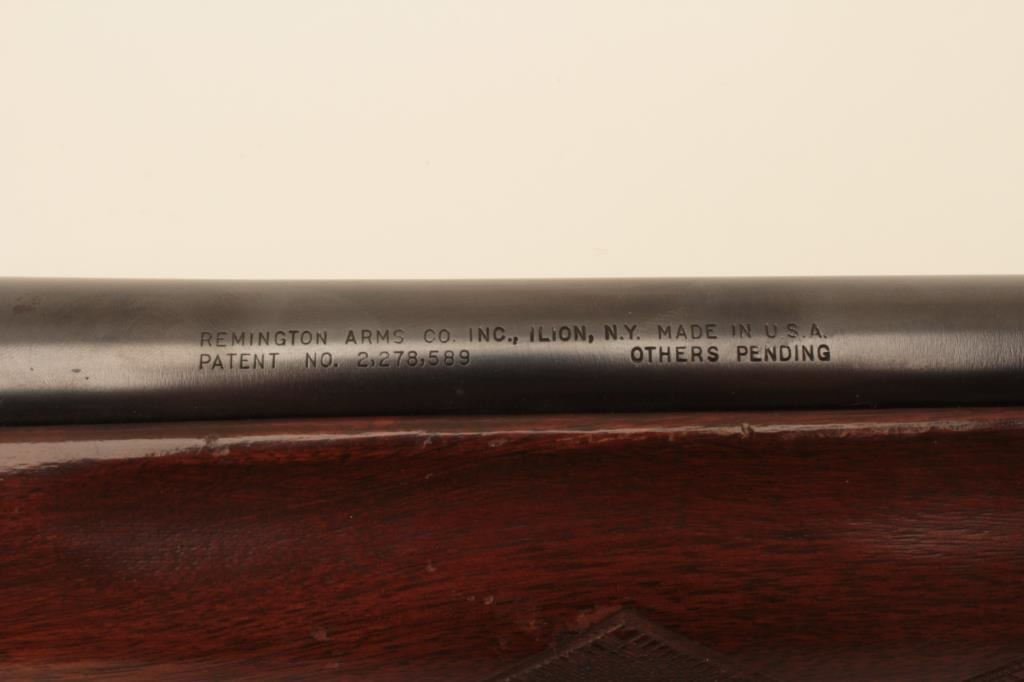 REMINGTON ARMS CO. INC., ILION, N.Y. MADE IN U.S.A.
PATENT NO. 2,278,589 OTHERS PENDING